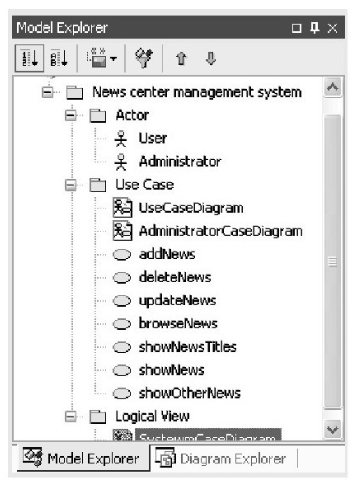 Model Explorer
News center management system
Actor
User
Administrator
Use Case
UseCaseDiagram
AdministratorCaseDiagram
addNews
deleteNews
updateNews
browseNews
showNewsTitles
showNews
showOtherNews
Logical View
Model Explorer Diagram Explorer